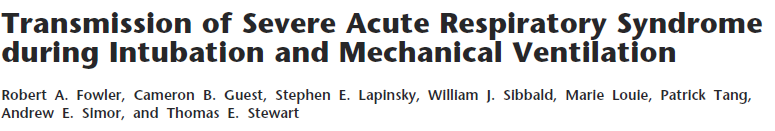 Transmission of Severe Acute Respiratory Syndrome
during Intubation and Mechanical Ventilation
Robert A. Fowler, Cameron B. Guest, Stephen E. Lapinsky, William J. Sibbald, Marie Louie, Patrick Tang,
Andrew E. Simor, and Thomas E. Stewart